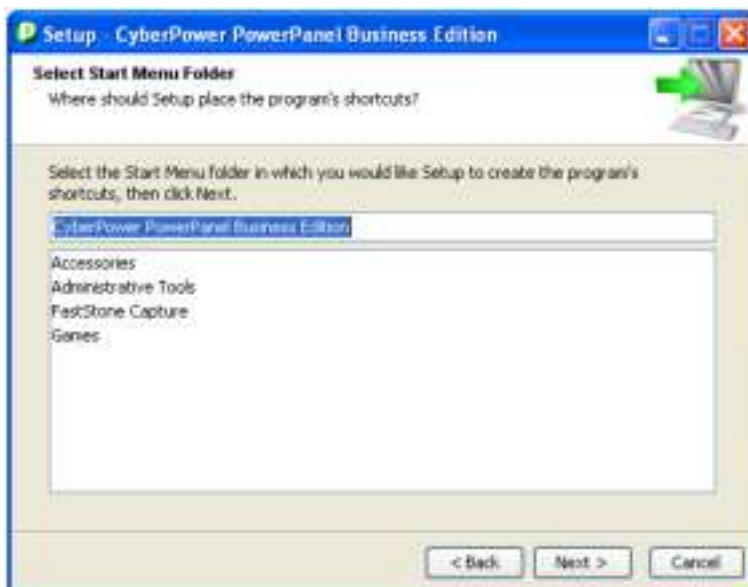 Setup - CyberPower PowerPanel Business Edition
Select Start Menu Folder
Where should Setup place the program's shortcuts?
Select the Start Menu folder in which you would like Setup to create the program's
shortcuts, then click Next.
CyberPower PowerPanel Business Edition
Accessories
Administrative Tools
FastStone Capture
Games
< Back
Next >
Cancel